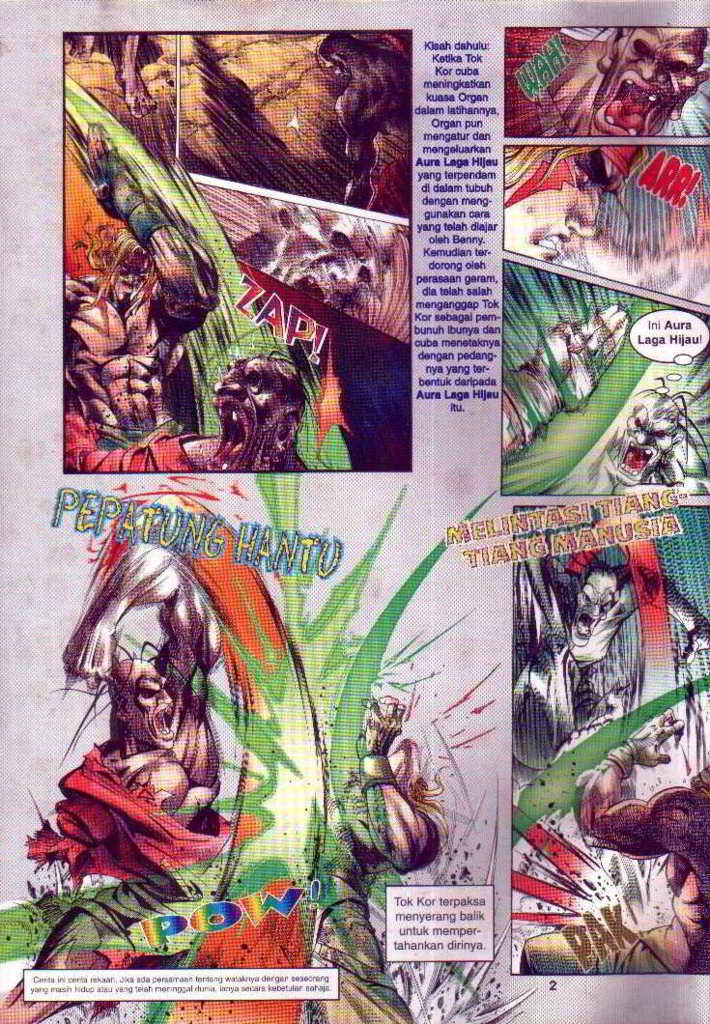 Kisah dahulu:
Ketika Tok
Kor cuba
meningkatkan
kuasa Organ
dalam latihannya,
Organ pun
mengatur dan
mengeluarkan
Aura Laga Hijau
yang terpendam
di dalam tubuh
dengan meng-
gunakan cara
yang telah diajar
oleh Benny.
Kemudian ter-
dorong oleh
perasaan geram,
dia telah salah
menganggap Tok
Kor sebagai pem-
bunuh ibunya dan
cuba menetaknya
dengan pedang-
nya yang ter-
bentuk daripada
Aura Laga Hijau
itu.
ZAP!
WAH!
ARR!
Ini Aura
Laga Hijau!
PEPATUNG HANTU
MELINTASI TIANG-
TIANG MANUSIA
POW!
Tok Kor terpaksa
menyerang balik
untuk memper-
tahankan dirinya.
BAK
Cerita ini cerita rekaan. Jika ada persamaan tentang wataknya dengan seseorang
yang masih hidup atau yang telah meninggal dunia, ianya secara kebetulan sahaja.
2